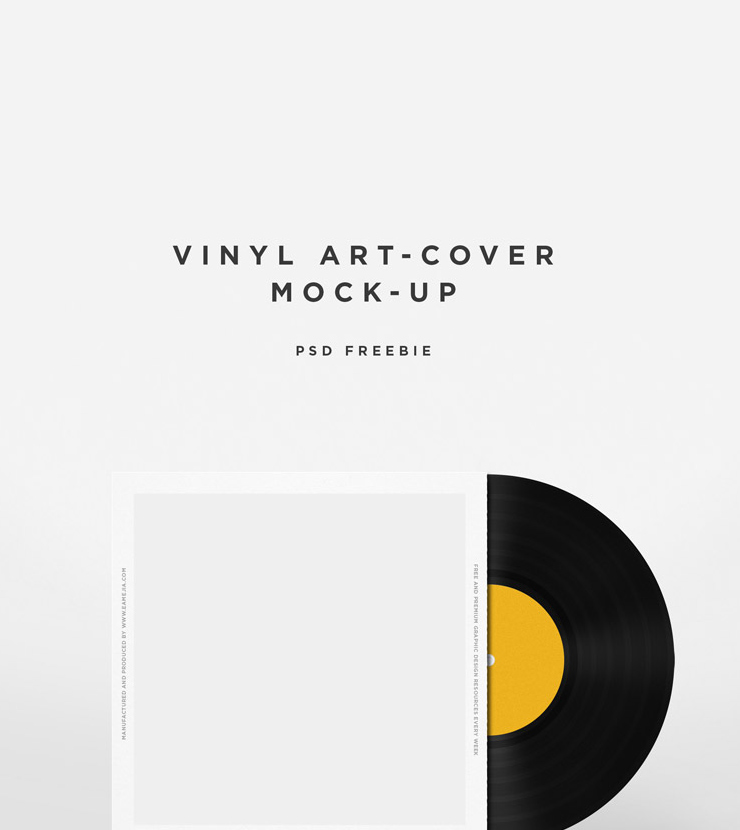 VINYL ART-COVER
MOCK-UP
PSD FREEBIE
MANUFACTURED AND PRODUCED BY WWW.EAMEJIA.COM
FREE AND PREMIUM GRAPHIC DESIGN RESOURCES EVERY WEEK